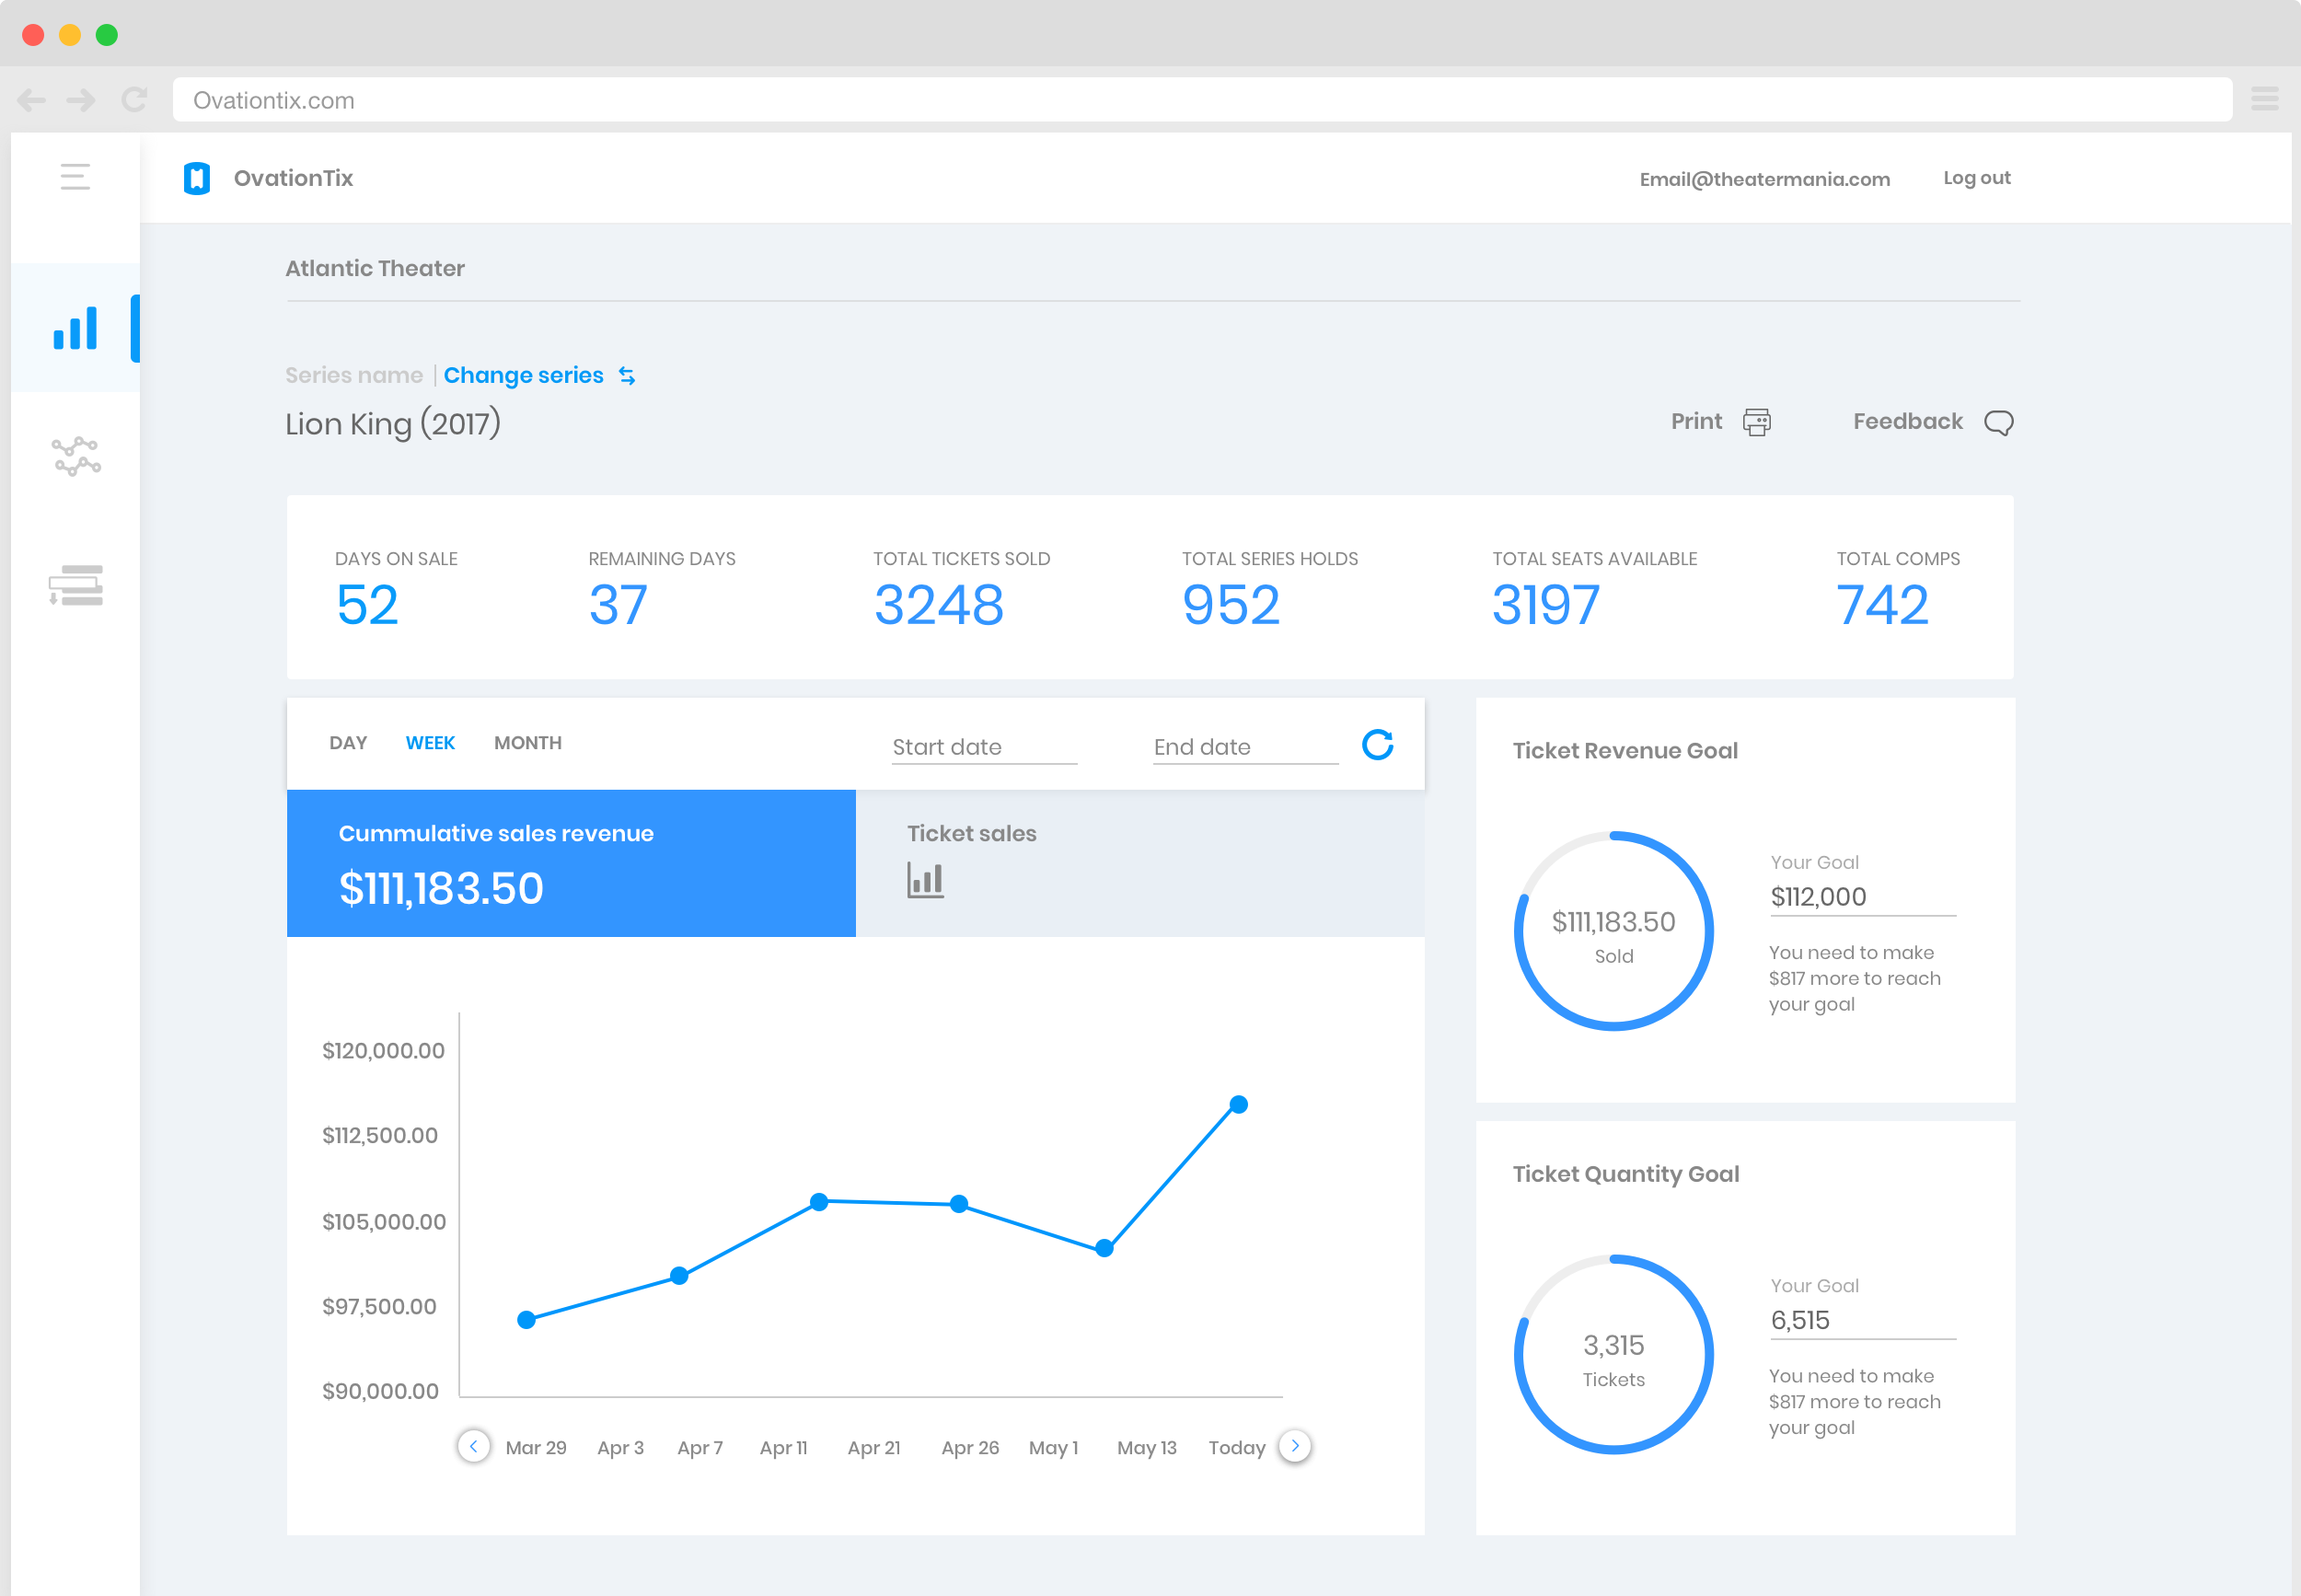 Ovationtix.com
OvationTix
Email@theatermania.com
Log out
Atlantic Theater
Series name | Change series
Lion King (2017)
Print
Feedback
DAYS ON SALE
52
REMAINING DAYS
37
TOTAL TICKETS SOLD
3248
TOTAL SERIES HOLDS
952
TOTAL SEATS AVAILABLE
3197
TOTAL COMPS
742
DAY WEEK MONTH
Start date
End date
Cummulative sales revenue
$111,183.50
Ticket sales
$120,000.00
$112,500.00
$105,000.00
$97,500.00
$90,000.00
Mar 29 Apr 3 Apr 7 Apr 11 Apr 21 Apr 26 May 1 May 13 Today
Ticket Revenue Goal
$111,183.50
Sold
Your Goal
$112,000
You need to make
$817 more to reach
your goal
Ticket Quantity Goal
3,315
Tickets
Your Goal
6,515
You need to make
$817 more to reach
your goal